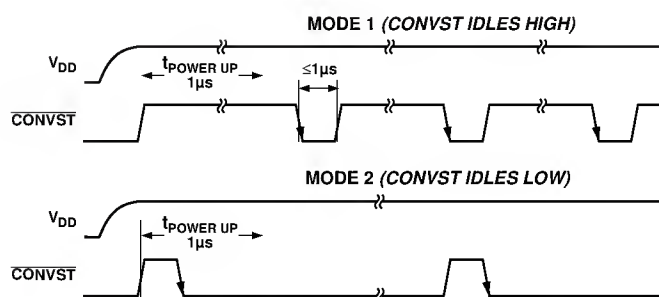 MODE 1 (CONVST IDLES HIGH)
VDD
tPOWER UP
1µs
≤1µs
CONVST
MODE 2 (CONVST IDLES LOW)
VDD
tPOWER UP
1µs
CONVST